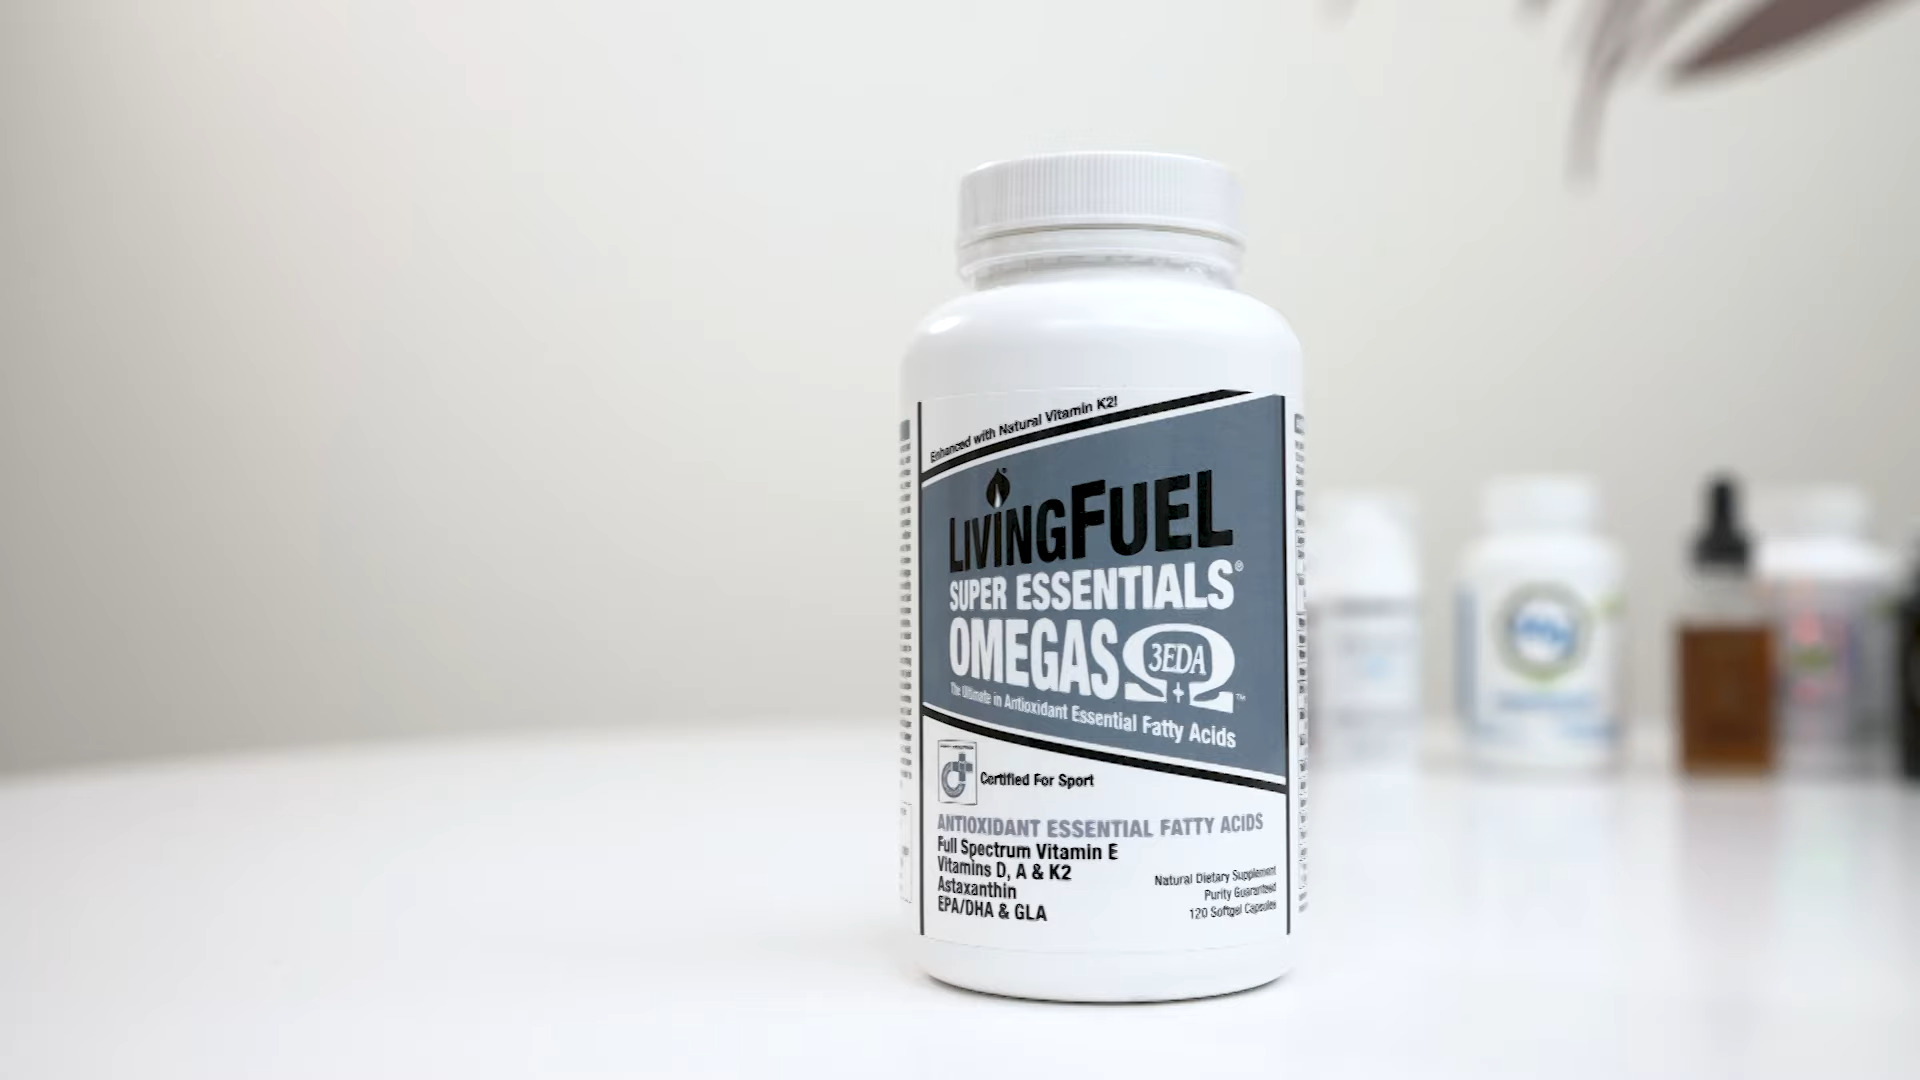 Enhanced with Natural Vitamin K2!
LIVINGFUEL
SUPER ESSENTIALS®
OMEGAS 3EDA+ ™
The Ultimate in Antioxidant Essential Fatty Acids
Certified For Sport
ANTIOXIDANT ESSENTIAL FATTY ACIDS
Full Spectrum Vitamin E
Vitamins D, A & K2
Astaxanthin
EPA/DHA & GLA
Natural Dietary Supplement
Purity Guaranteed
120 Softgel Capsules